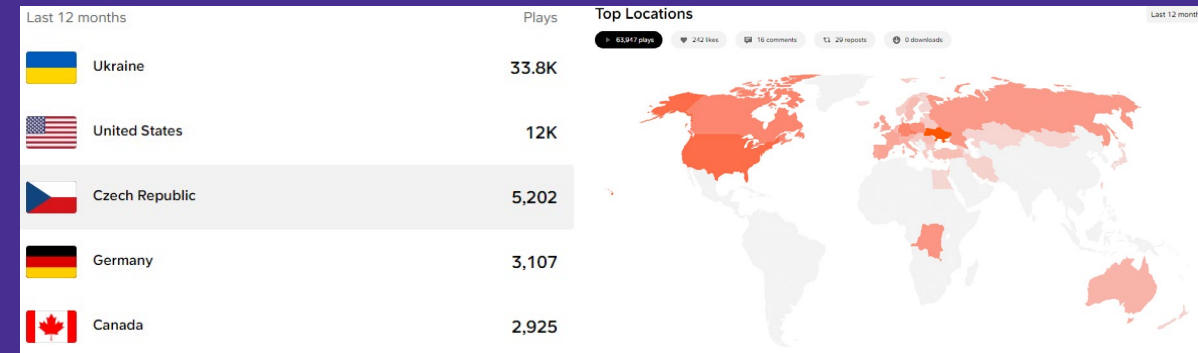 Last 12 months Plays
Ukraine 33.8K
United States 12K
Czech Republic 5,202
Germany 3,107
Canada 2,925
Top Locations Last 12 month
63,947 plays 242 likes 16 comments 29 reposts 0 downloads